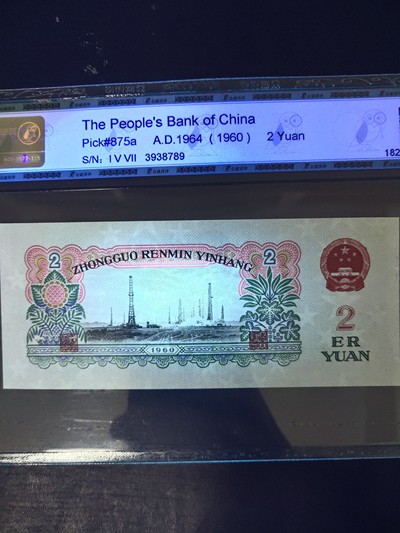 The People's Bank of China
Pick#875a A.D.1964 (1960) 2 Yuan
S/N: IV VII 3938789
182
2 2
ZHONGGUO RENMIN YINHANG
1960
2
ER
YUAN